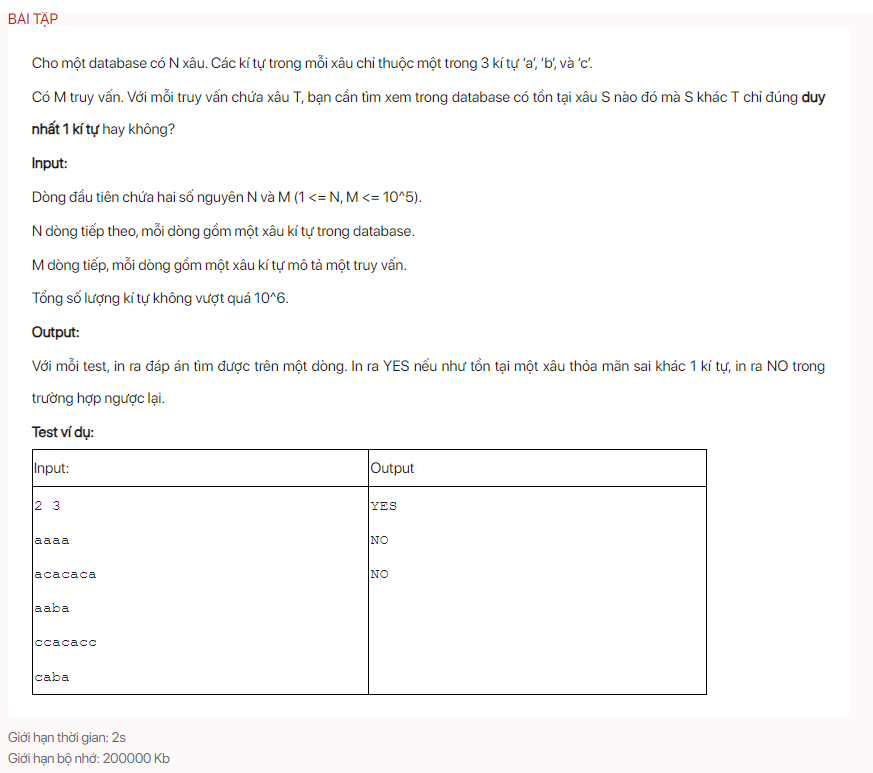 BÀI TẬP
Cho một database có N xâu. Các kí tự trong mỗi xâu chỉ thuộc một trong 3 kí tự ‘a’, ‘b’, và ‘c’.
Có M truy vấn. Với mỗi truy vấn chứa xâu T, bạn cần tìm xem trong database có tồn tại xâu S nào đó mà S khác T chỉ đúng duy
nhất 1 kí tự hay không?
Input:
Dòng đầu tiên chứa hai số nguyên N và M (1 <= N, M <= 10^5).
N dòng tiếp theo, mỗi dòng gồm một xâu kí tự trong database.
M dòng tiếp, mỗi dòng gồm một xâu kí tự mô tả một truy vấn.
Tổng số lượng kí tự không vượt quá 10^6.
Output:
Với mỗi test, in ra đáp án tìm được trên một dòng. In ra YES nếu như tồn tại một xâu thỏa mãn sai khác 1 kí tự, in ra NO trong
trường hợp ngược lại.
Test ví dụ:
Input: Output
2 3 YES
aaaa NO
acacaca NO
aaba
ccacacc
caba
Giới hạn thời gian: 2s
Giới hạn bộ nhớ: 200000 Kb